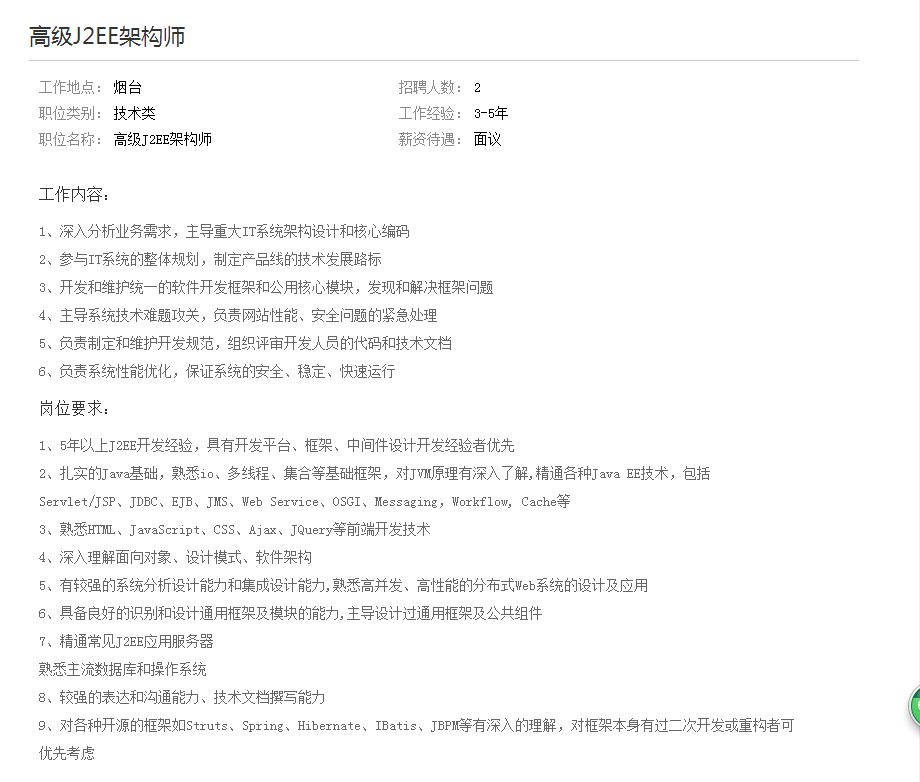 高级J2EE架构师
工作地点： 烟台 招聘人数： 2
职位类别： 技术类 工作经验： 3-5年
职位名称： 高级J2EE架构师 薪资待遇： 面议
工作内容：
1、深入分析业务需求，主导重大IT系统架构设计和核心编码
2、参与IT系统的整体规划，制定产品线的技术发展路标
3、开发和维护统一的软件开发框架和公用核心模块，发现和解决框架问题
4、主导系统技术难题攻关，负责网站性能、安全问题的紧急处理
5、负责制定和维护开发规范，组织评审开发人员的代码和技术文档
6、负责系统性能优化，保证系统的安全、稳定、快速运行
岗位要求：
1、5年以上J2EE开发经验，具有开发平台、框架、中间件设计开发经验者优先
2、扎实的Java基础，熟悉io、多线程、集合等基础框架，对JVM原理有深入了解,精通各种Java EE技术，包括
Servlet/JSP、JDBC、EJB、JMS、Web Service、OSGI、Messaging，Workflow, Cache等
3、熟悉HTML、JavaScript、CSS、Ajax、JQuery等前端开发技术
4、深入理解面向对象、设计模式、软件架构
5、有较强的系统分析设计能力和集成设计能力,熟悉高并发、高性能的分布式Web系统的设计及应用
6、具备良好的识别和设计通用框架及模块的能力,主导设计过通用框架及公共组件
7、精通常见J2EE应用服务器
熟悉主流数据库和操作系统
8、较强的表达和沟通能力、技术文档撰写能力
9、对各种开源的框架如Struts、Spring、Hibernate、IBatis、JBPM等有深入的理解，对框架本身有过二次开发或重构者可
优先考虑